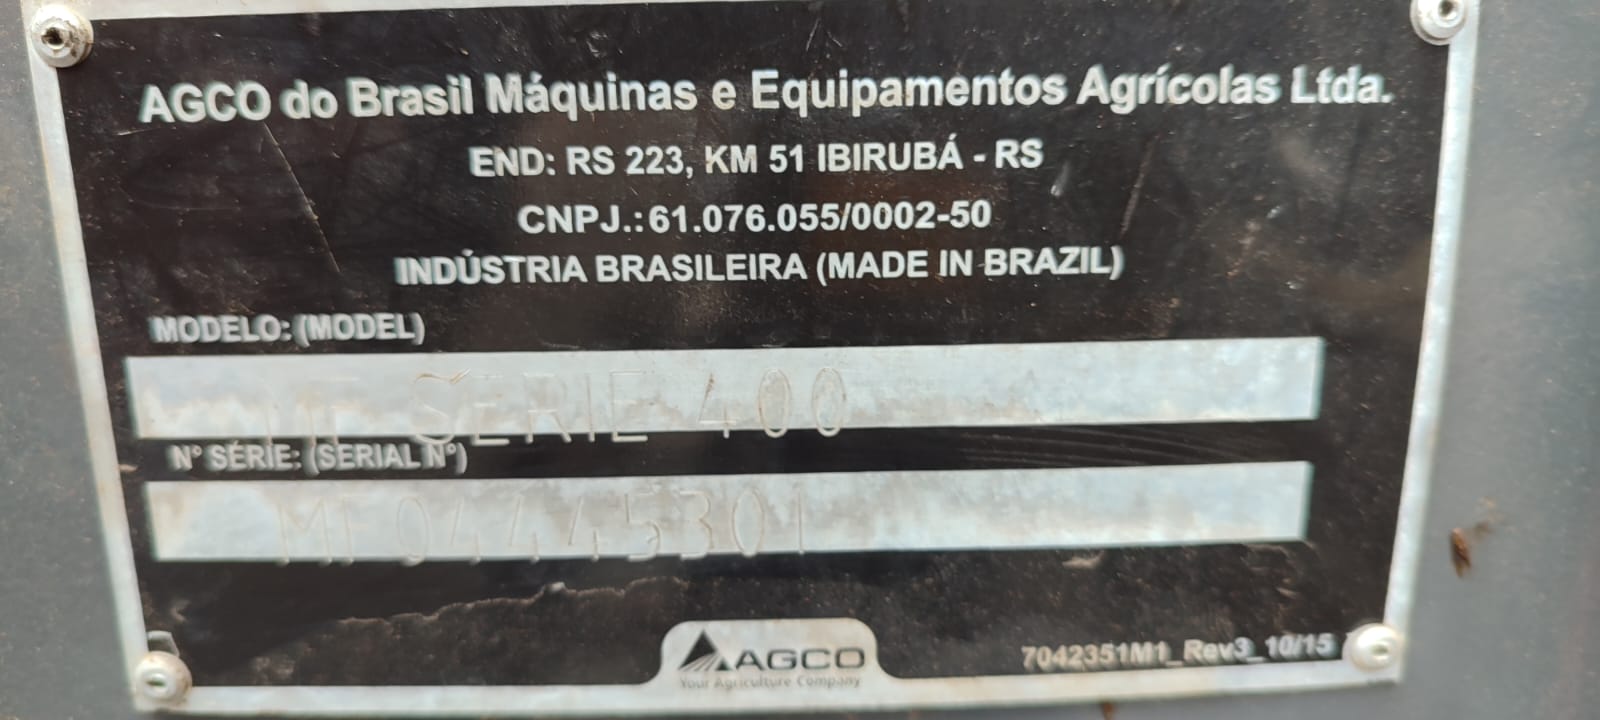 AGCO do Brasil Máquinas e Equipamentos Agrícolas Ltda.
END: RS 223, KM 51 IBIRUBÁ - RS
CNPJ.: 61.076.055/0002-50
INDÚSTRIA BRASILEIRA (MADE IN BRAZIL)
MODELO: (MODEL)
MF SERIE 400
N° SÉRIE: (SERIAL N°)
MF04445301
AGCO
Your Agriculture Company
7042351M1_Rev3_10/15